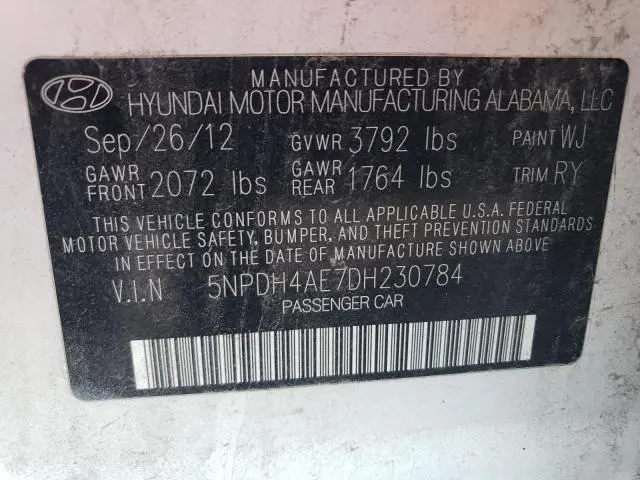 MANUFACTURED BY
HYUNDAI MOTOR MANUFACTURING ALABAMA, LLC
Sep/26/12 GVWR 3792 lbs PAINT WJ
GAWR FRONT 2072 lbs GAWR REAR 1764 lbs TRIM RY
THIS VEHICLE CONFORMS TO ALL APPLICABLE U.S.A. FEDERAL
MOTOR VEHICLE SAFETY, BUMPER, AND THEFT PREVENTION STANDARDS
IN EFFECT ON THE DATE OF MANUFACTURE SHOWN ABOVE
V.I.N 5NPDH4AE7DH230784
PASSENGER CAR